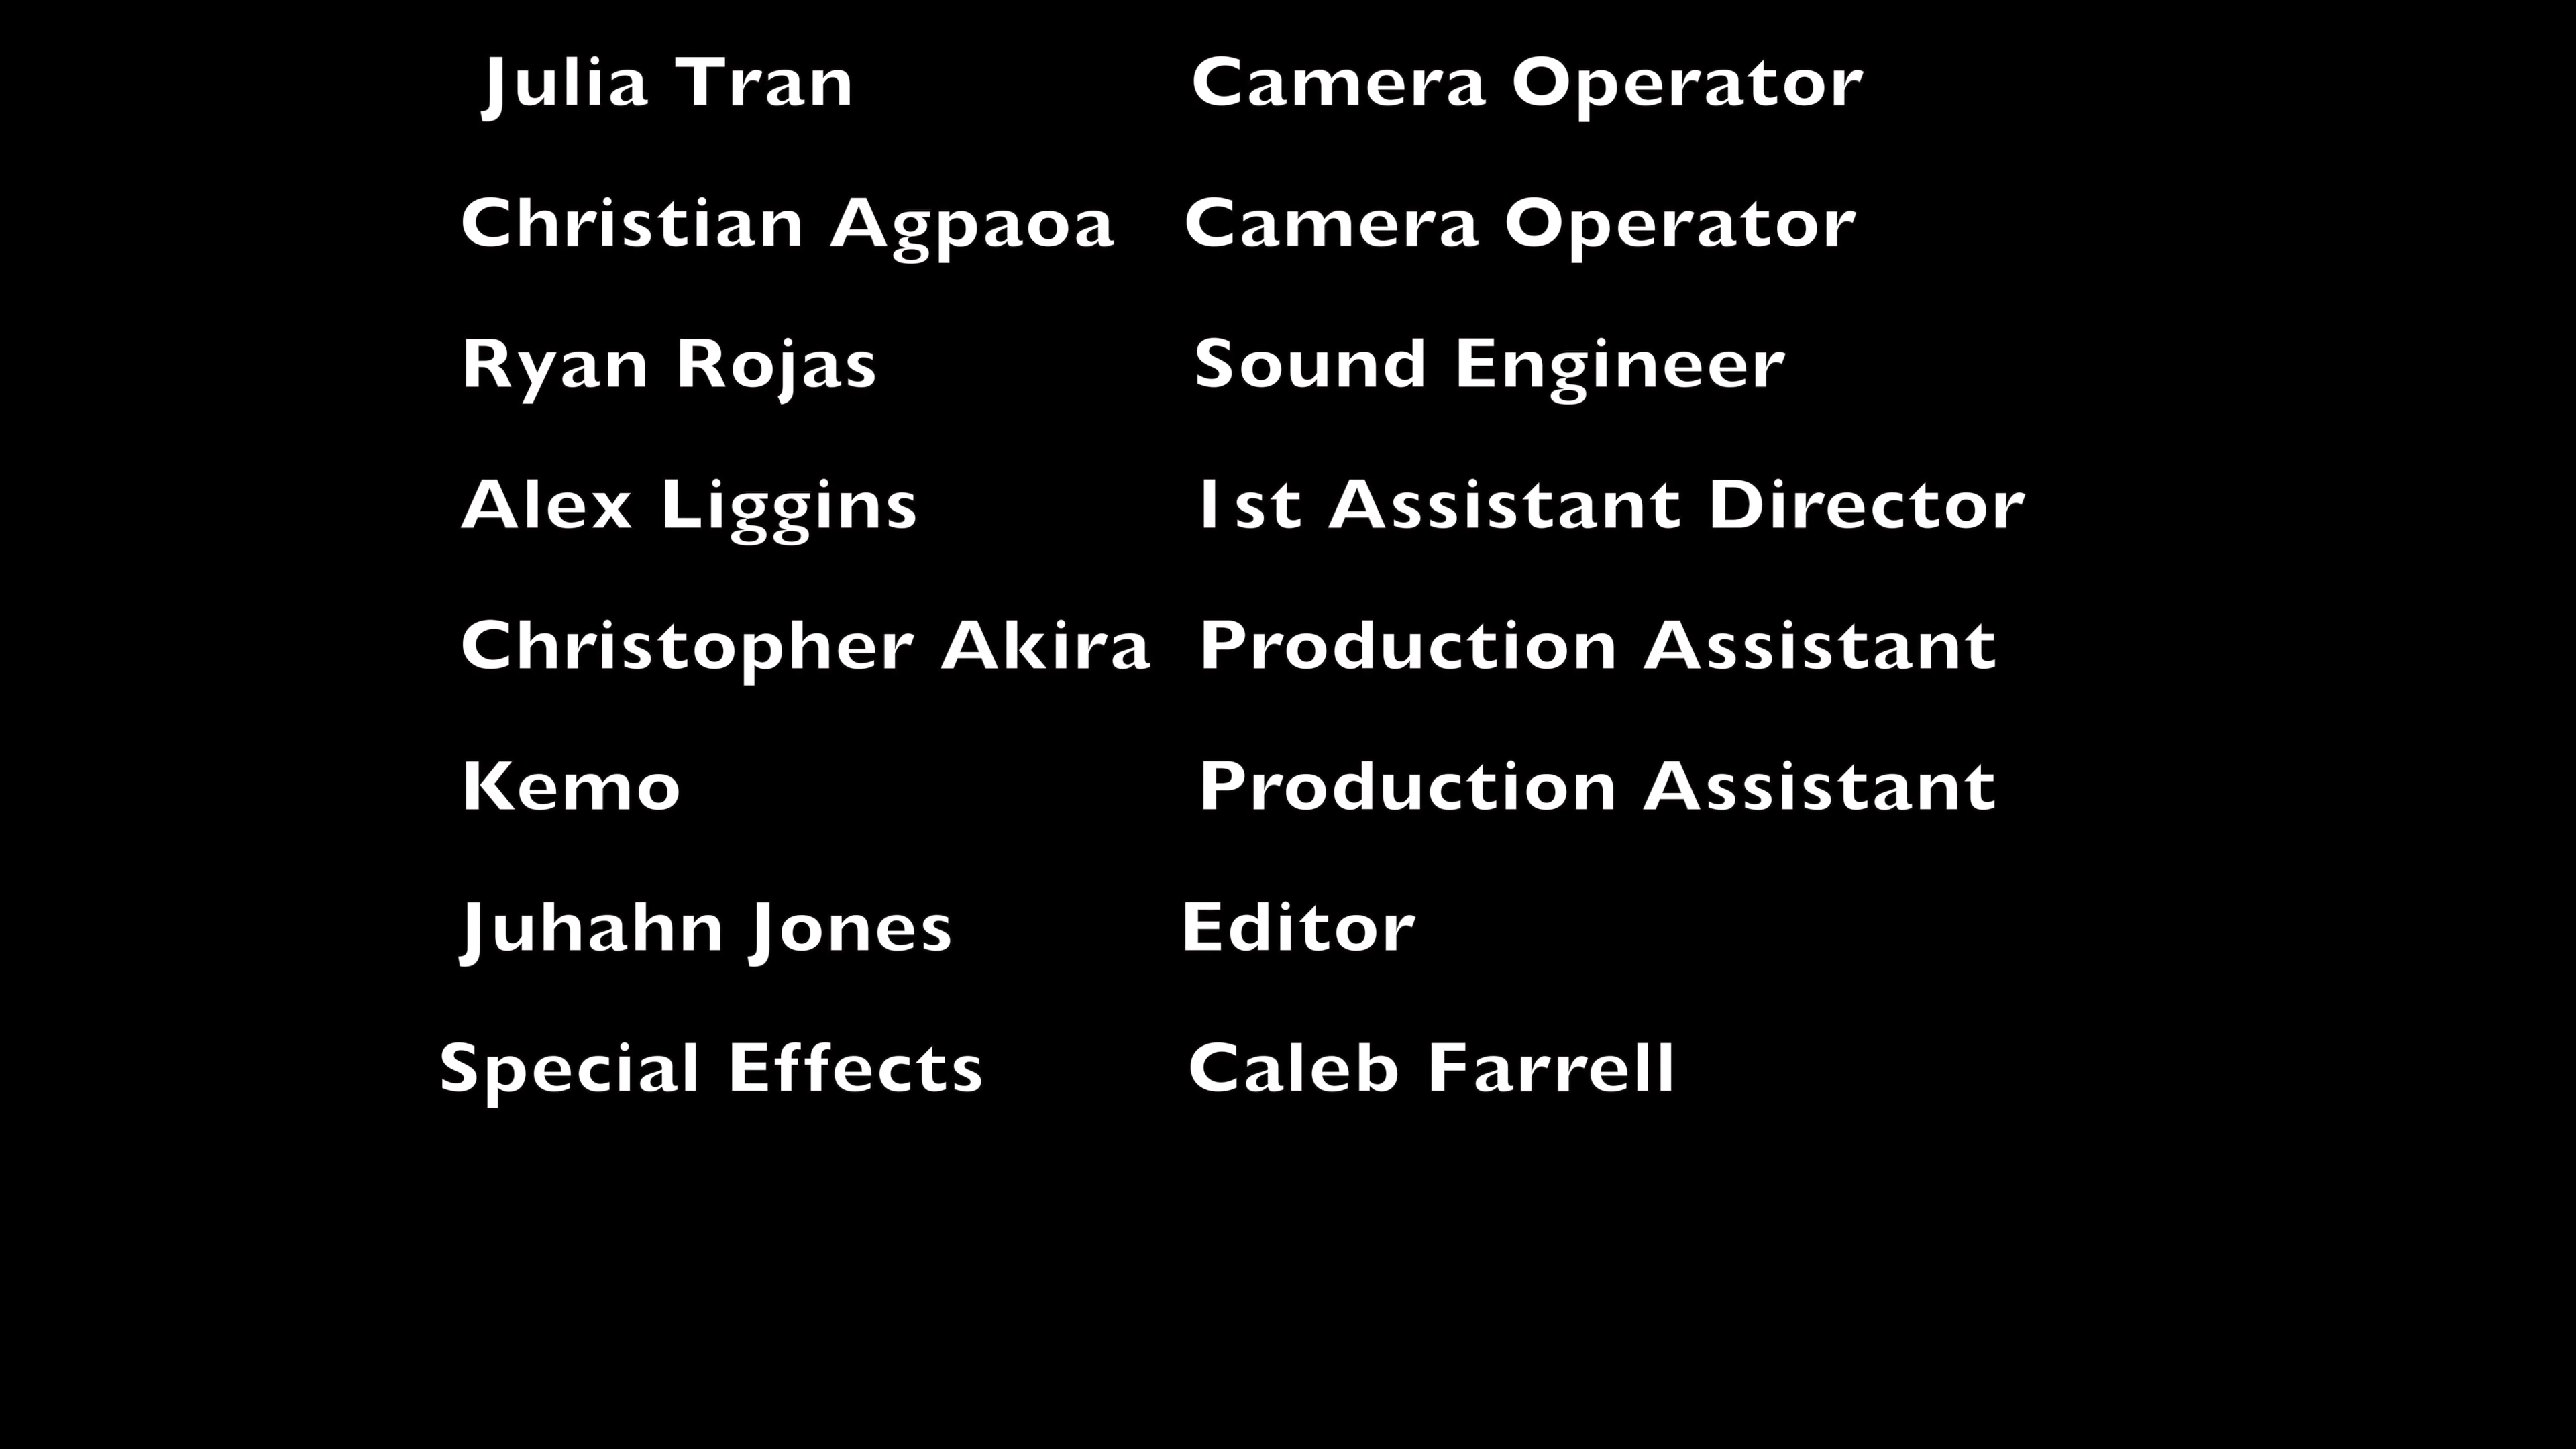 Julia Tran Camera Operator
Christian Agpaoa Camera Operator
Ryan Rojas Sound Engineer
Alex Liggins 1st Assistant Director
Christopher Akira Production Assistant
Kemo Production Assistant
Juhahn Jones Editor
Special Effects Caleb Farrell